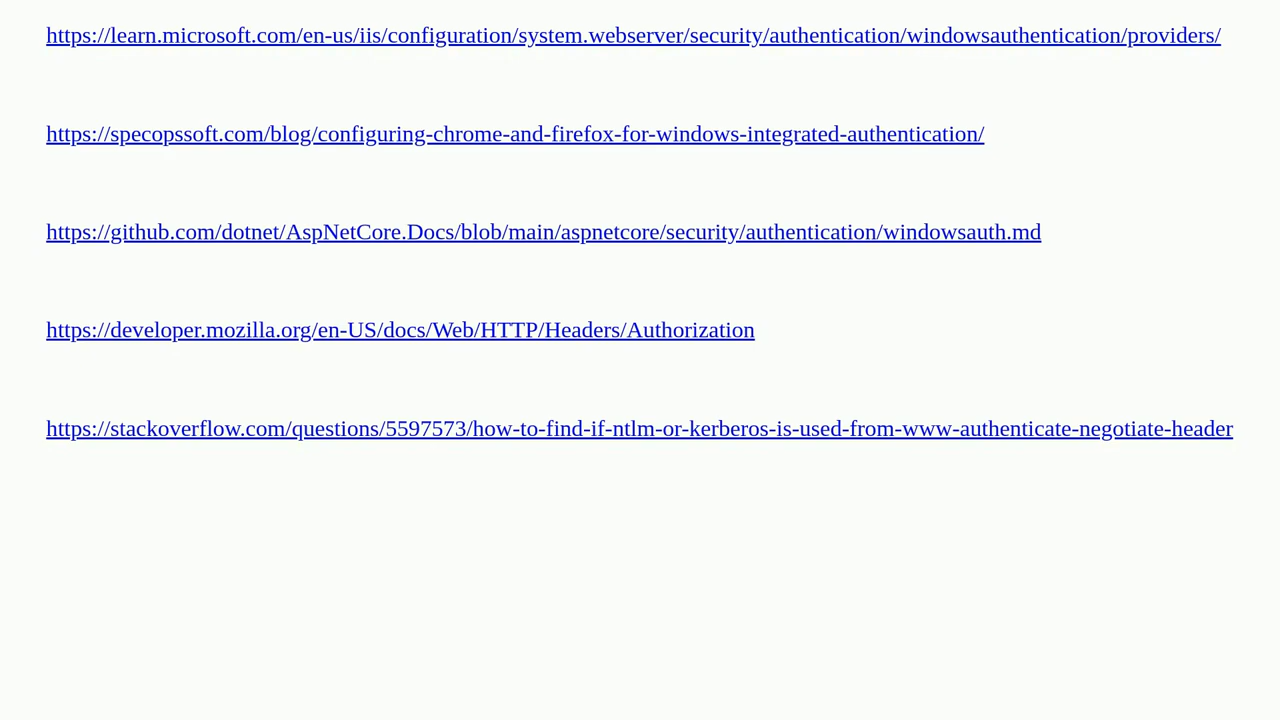 https://learn.microsoft.com/en-us/iis/configuration/system.webserver/security/authentication/windowsauthentication/providers/
https://specopssoft.com/blog/configuring-chrome-and-firefox-for-windows-integrated-authentication/
https://github.com/dotnet/AspNetCore.Docs/blob/main/aspnetcore/security/authentication/windowsauth.md
https://developer.mozilla.org/en-US/docs/Web/HTTP/Headers/Authorization
https://stackoverflow.com/questions/5597573/how-to-find-if-ntlm-or-kerberos-is-used-from-www-authenticate-negotiate-header